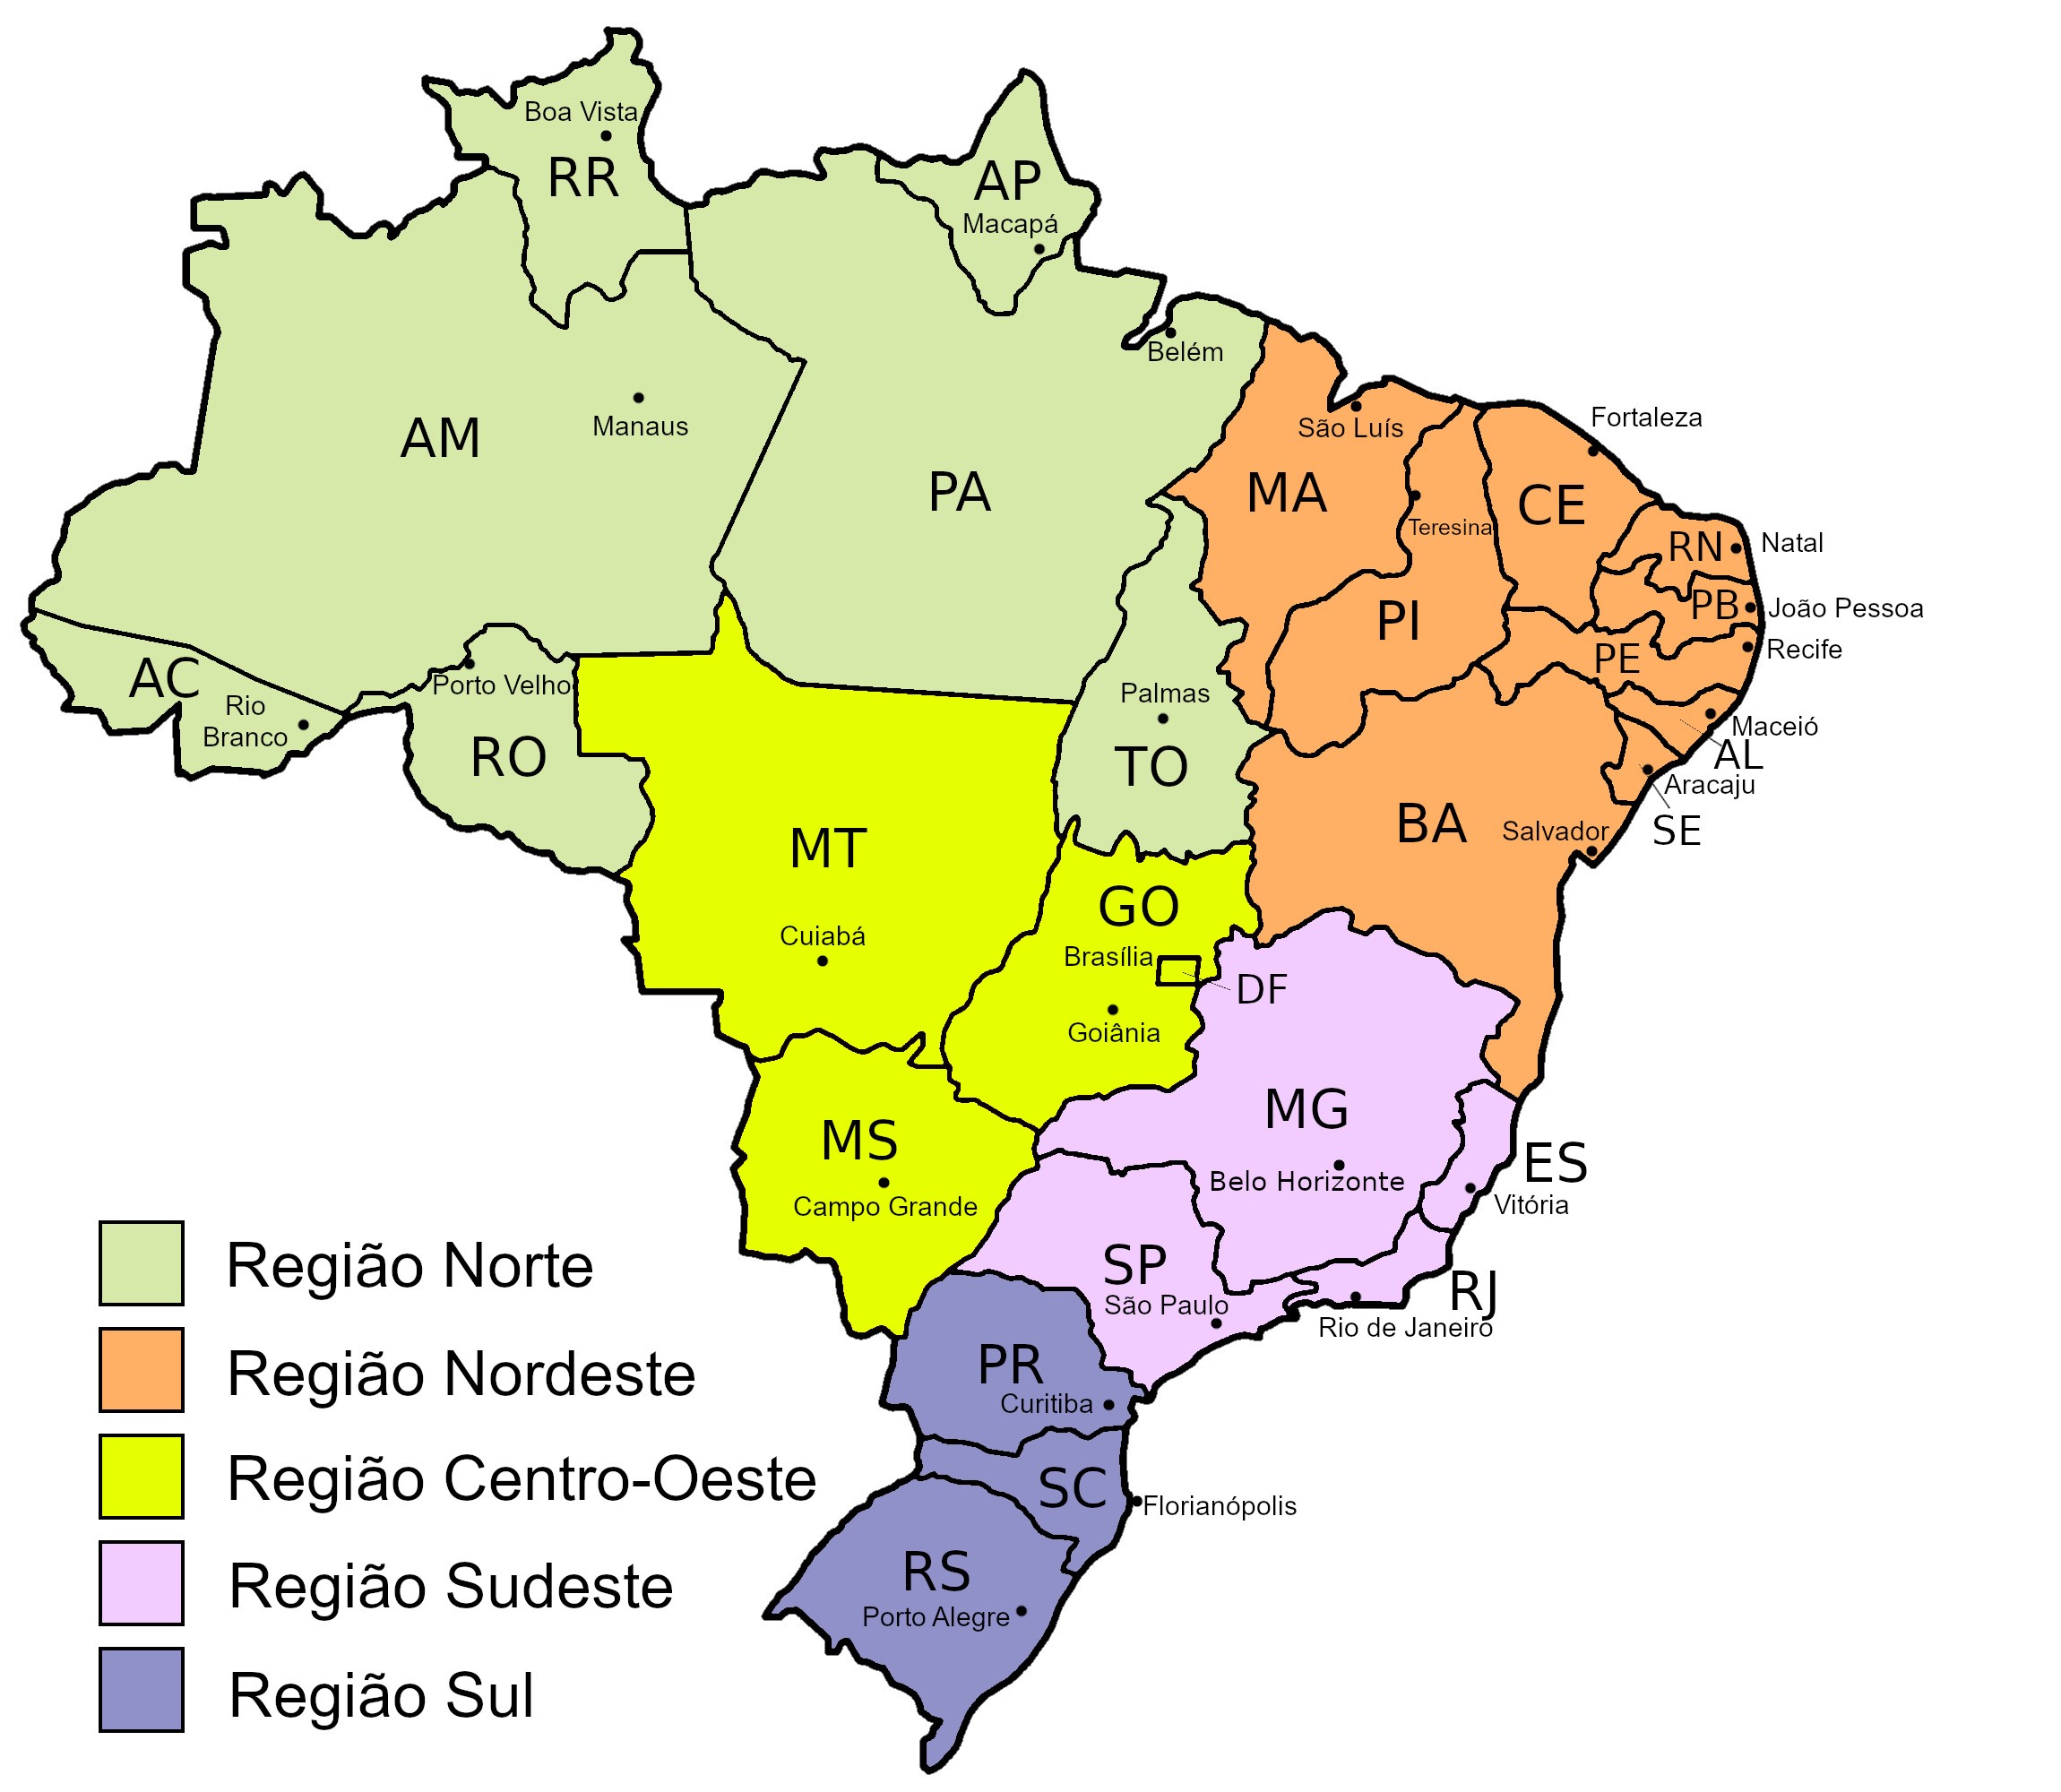 Boa Vista
RR
AP
Macapá
Belém
AM
Manaus
PA
São Luís
MA
Fortaleza
Teresina
CE
RN
Natal
PI
PB
João Pessoa
PE
Recife
AC
Rio
Branco
Porto Velho
RO
Palmas
TO
Maceió
AL
Aracaju
SE
BA
Salvador
MT
Cuiabá
GO
Brasília
DF
Goiânia
MS
Campo Grande
MG
Belo Horizonte
ES
Vitória
SP
São Paulo
RJ
Rio de Janeiro
PR
Curitiba
SC
Florianópolis
RS
Porto Alegre
Região Norte
Região Nordeste
Região Centro-Oeste
Região Sudeste
Região Sul